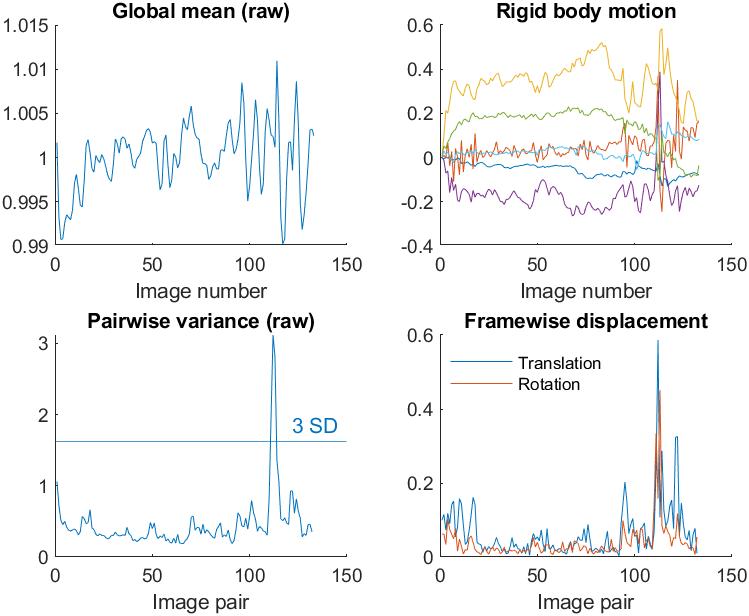 Global mean (raw)
1.015
1.01
1.005
1
0.995
0.99
0 50 100 150
Image number
Rigid body motion
0.6
0.4
0.2
0
-0.2
-0.4
0 50 100 150
Image number
Pairwise variance (raw)
3
2
1
0
3 SD
0 50 100 150
Image pair
Framewise displacement
0.6
0.4
0.2
0
Translation
Rotation
0 50 100 150
Image pair